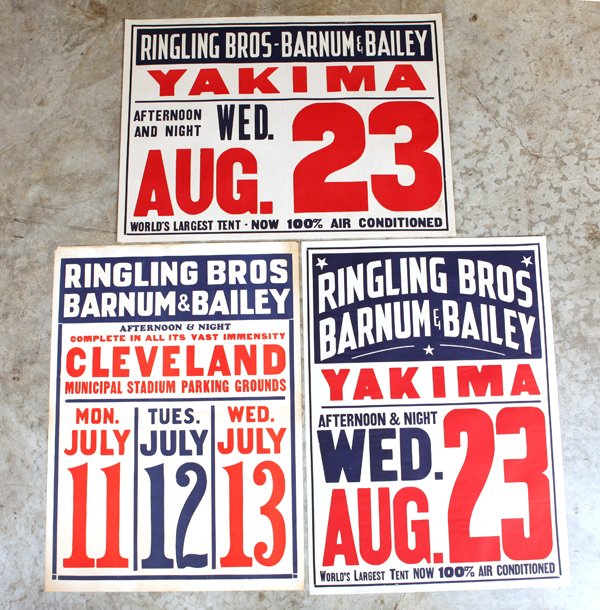 RINGLING BROS-BARNUM & BAILEY
YAKIMA
AFTERNOON
AND NIGHT
WED.
AUG. 23
WORLD'S LARGEST TENT - NOW 100% AIR CONDITIONED
RINGLING BROS
BARNUM & BAILEY
AFTERNOON & NIGHT
COMPLETE IN ALL ITS VAST IMMENSITY
CLEVELAND
MUNICIPAL STADIUM PARKING GROUNDS
MON.
JULY
11
TUES.
JULY
12
WED.
JULY
13
RINGLING BROS
BARNUM & BAILEY
YAKIMA
AFTERNOON & NIGHT
WED.
AUG. 23
WORLD'S LARGEST TENT NOW 100% AIR CONDITIONED